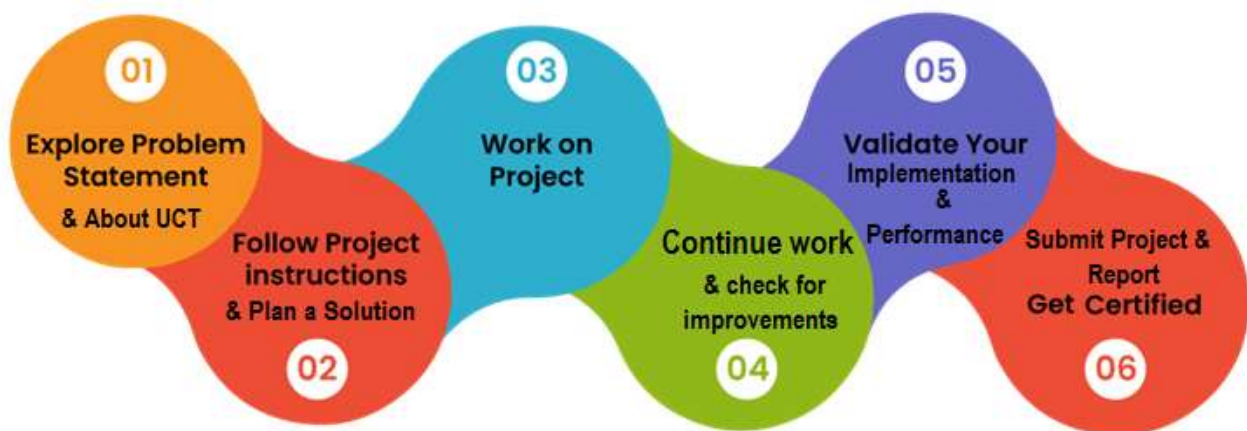 01
Explore Problem
Statement
& About UCT
Follow Project
instructions
& Plan a Solution
02
03
Work on
Project
Continue work
& check for
improvements
04
05
Validate Your
Implementation
&
Performance
Submit Project &
Report
Get Certified
06